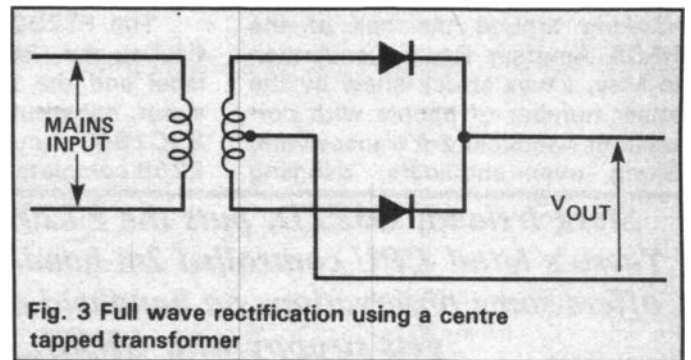 MAINS
INPUT
VOUT
Fig. 3 Full wave rectification using a centre
tapped transformer